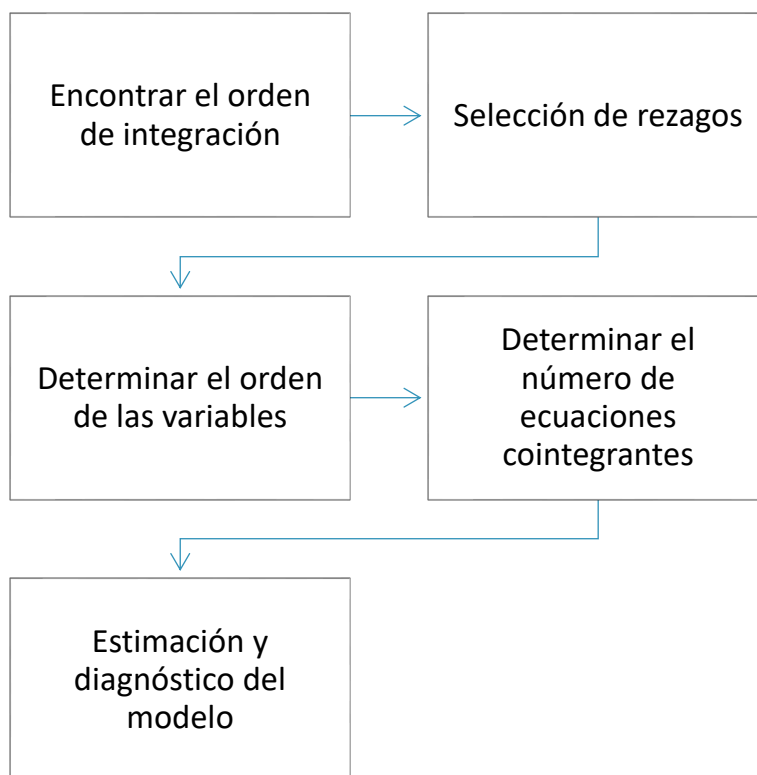 Encontrar el orden
de integración
Selección de rezagos
Determinar el orden
de las variables
Determinar el
número de
ecuaciones
cointegrantes
Estimación y
diagnóstico del
modelo